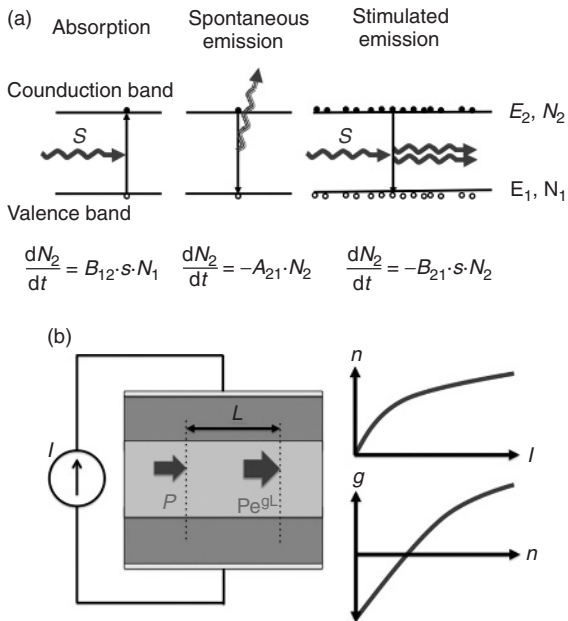 (a)
Absorption
Spontaneous
emission
Stimulated
emission
Counduction band
S
S
E₂, N₂
E₁, N₁
Valence band
dN₂/dt = B₁₂·s·N₁
dN₂/dt = –A₂₁·N₂
dN₂/dt = –B₂₁·s·N₂
(b)
I
L
P
Pe^gL
n
I
g
n